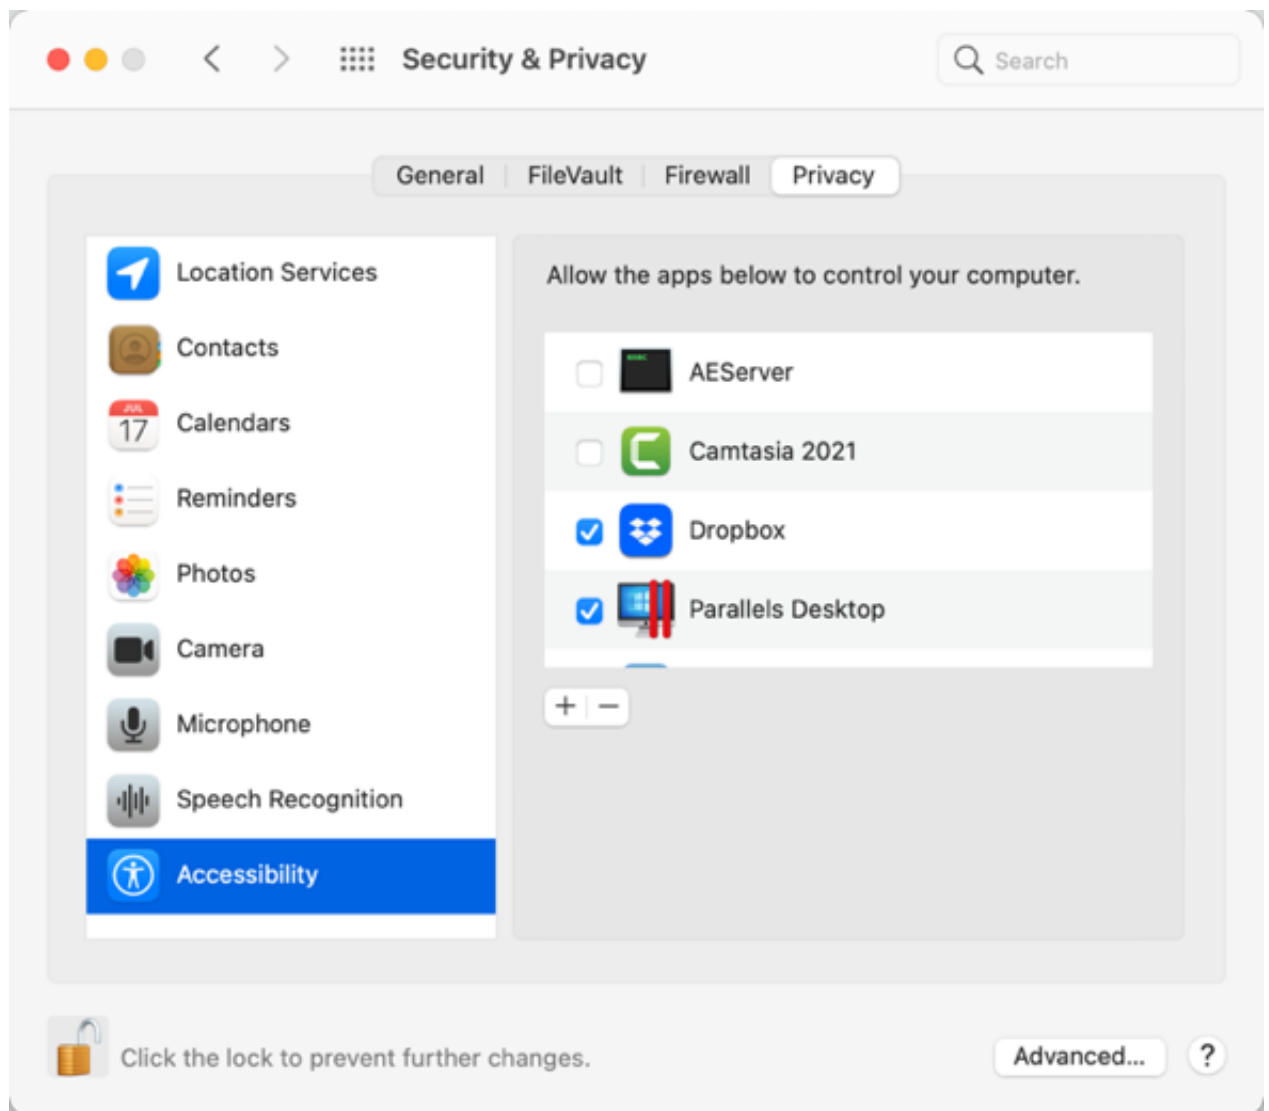 Security & Privacy
Search
General
FileVault
Firewall
Privacy
Location Services
Contacts
JUL
17
Calendars
Reminders
Photos
Camera
Microphone
Speech Recognition
Accessibility
Allow the apps below to control your computer.
AEServer
Camtasia 2021
Dropbox
Parallels Desktop
+ −
Click the lock to prevent further changes.
Advanced...
?